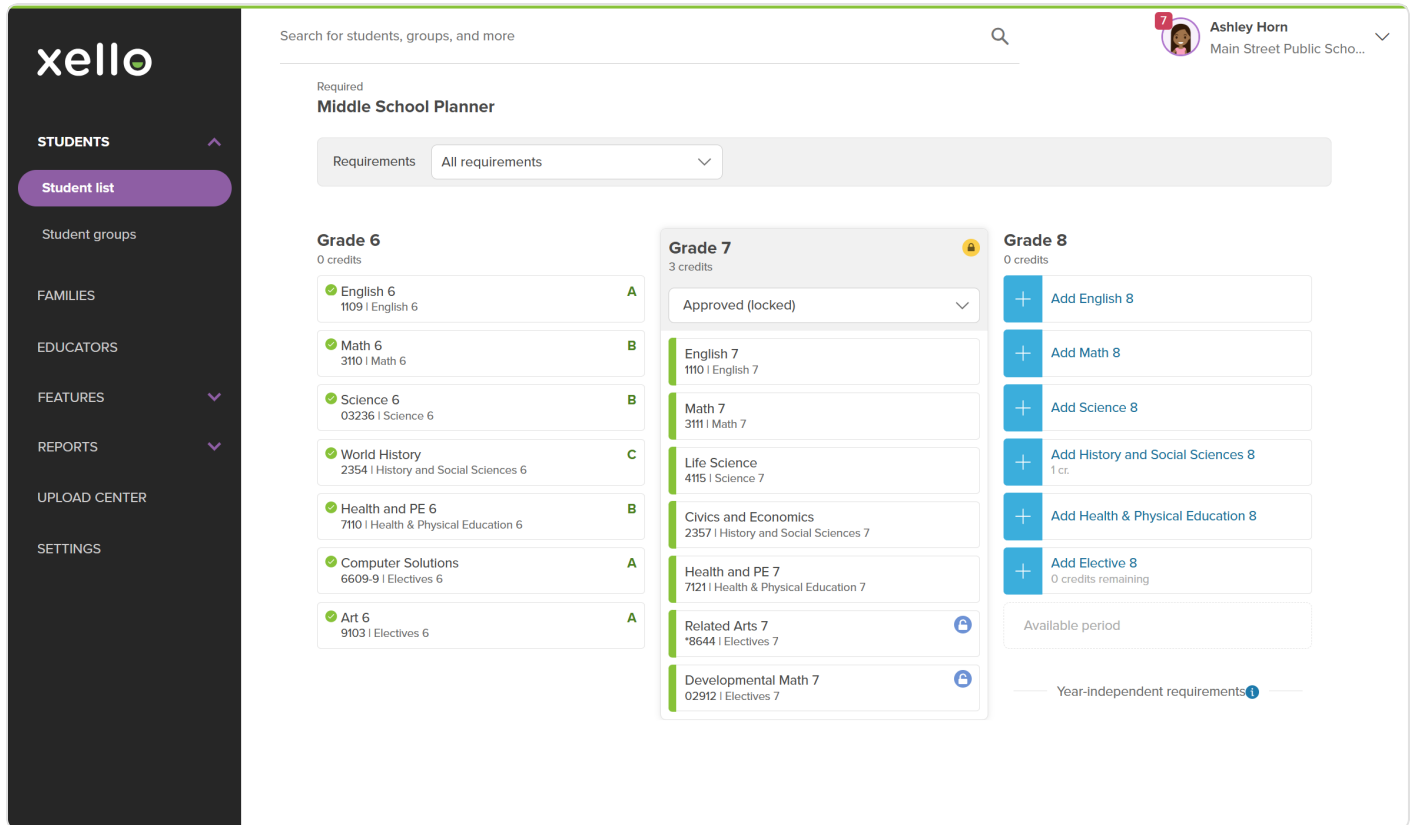 xello
STUDENTS
Student list
Student groups
FAMILIES
EDUCATORS
FEATURES
REPORTS
UPLOAD CENTER
SETTINGS
Search for students, groups, and more
7
Ashley Horn
Main Street Public Scho...
Required
Middle School Planner
Requirements
All requirements
Grade 6
0 credits
English 6
A
1109 | English 6
Math 6
B
3110 | Math 6
Science 6
B
03236 | Science 6
World History
C
2354 | History and Social Sciences 6
Health and PE 6
B
7110 | Health & Physical Education 6
Computer Solutions
A
6609-9 | Electives 6
Art 6
A
9103 | Electives 6
Grade 7
3 credits
Approved (locked)
English 7
1110 | English 7
Math 7
3111 | Math 7
Life Science
4115 | Science 7
Civics and Economics
2357 | History and Social Sciences 7
Health and PE 7
7121 | Health & Physical Education 7
Related Arts 7
*8644 | Electives 7
Developmental Math 7
02912 | Electives 7
Grade 8
0 credits
Add English 8
Add Math 8
Add Science 8
Add History and Social Sciences 8
1 cr.
Add Health & Physical Education 8
Add Elective 8
0 credits remaining
Available period
Year-independent requirements